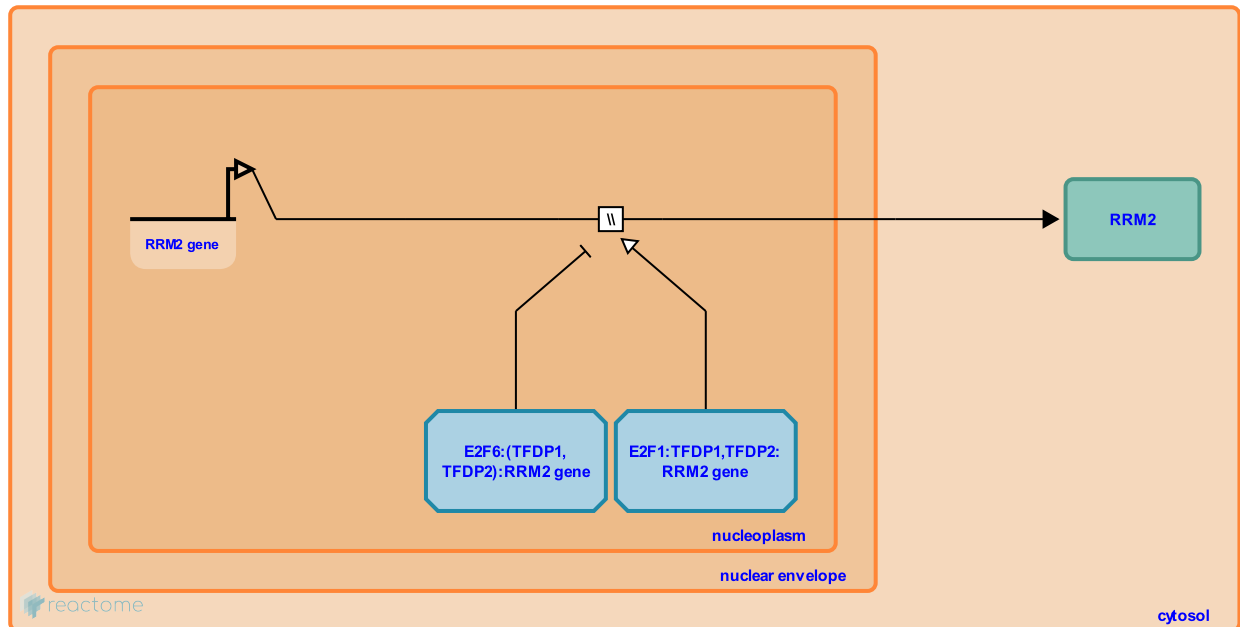 RRM2 gene
\\
RRM2
E2F6:(TFDP1,
TFDP2):RRM2 gene
E2F1:TFDP1,TFDP2:
RRM2 gene
nucleoplasm
nuclear envelope
reactome
cytosol